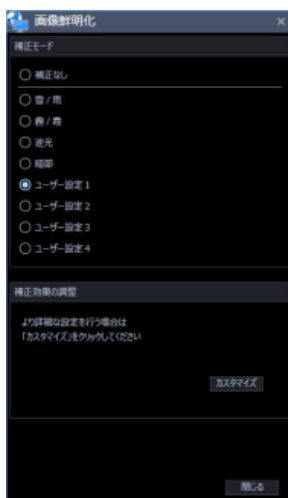 画像鮮明化
補正モード
補正なし
雪 / 雨
霧 / 霞
逆光
暗部
ユーザー設定 1
ユーザー設定 2
ユーザー設定 3
ユーザー設定 4
補正効果の調整
より詳細な設定を行う場合は
「カスタマイズ」をクリックしてください
カスタマイズ
閉じる